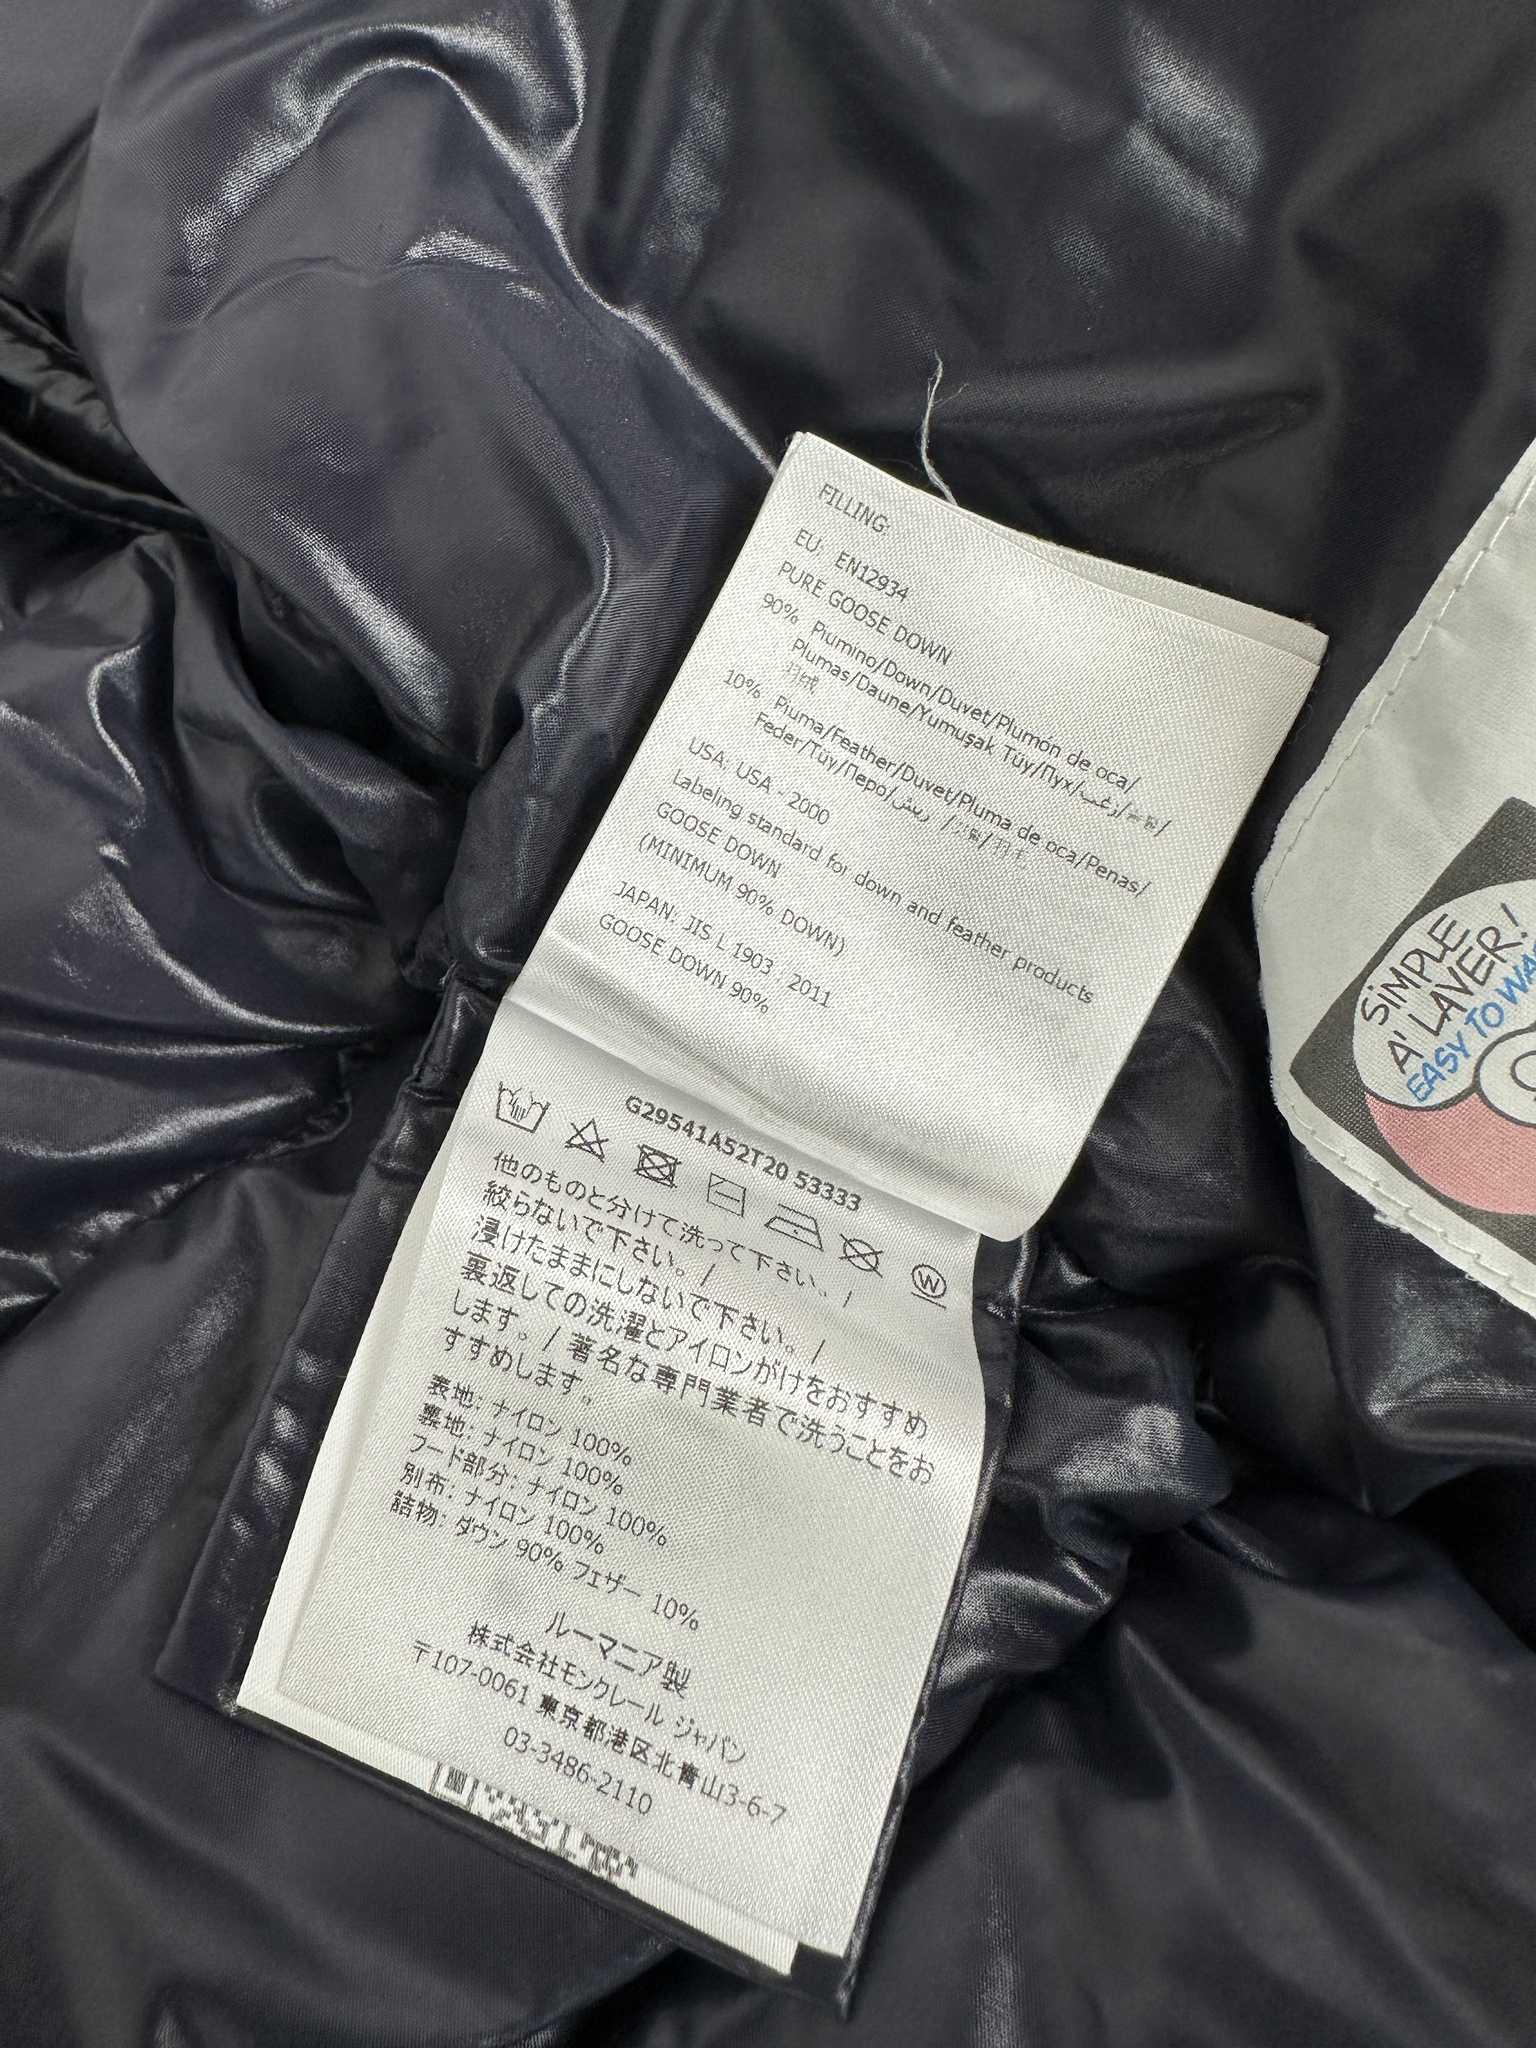 FILLING:
EU: EN12934
PURE GOOSE DOWN
90% Piumino/Down/Duvet/Plumón de oca/
Plumas/Daune/Yumuşak Tüy/Пух/زغب/
羽绒
10% Piuma/Feather/Duvet/Pluma de oca/Penas/
Feder/Tüy/Перо/ريش/羽毛
USA: USA - 2000
Labeling standard for down and feather products
GOOSE DOWN
(MINIMUM 90% DOWN)
JAPAN: JIS L 1903 : 2011
GOOSE DOWN 90%
G29541A52T20 53333
W
他のものと分けて洗って下さい。/
絞らないで下さい。/
浸けたままにしないで下さい。/
裏返しての洗濯とアイロンがけをおすすめ
します。/ 著名な専門業者で洗うことをお
すすめします。
表地: ナイロン 100%
裏地: ナイロン 100%
フード部分: ナイロン 100%
別布: ナイロン 100%
詰物: ダウン 90% フェザー 10%
ルーマニア製
株式会社モンクレール ジャパン
〒107-0061 東京都港区北青山3-6-7
03-3486-2110
SiMPLE
A' LAVER!
EASY TO WA